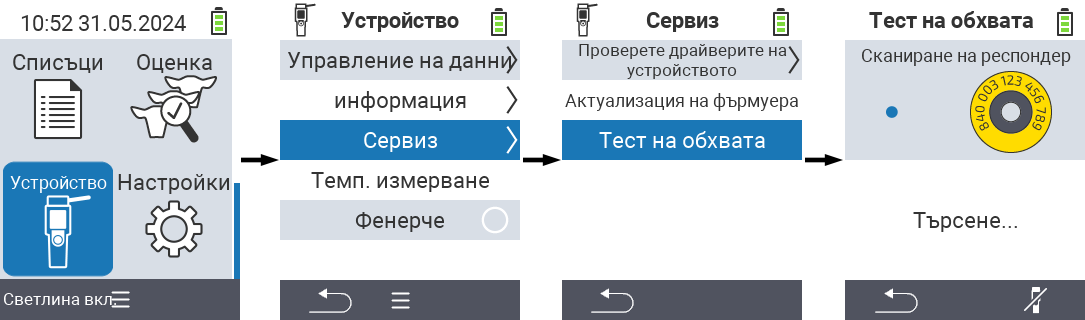 10:52 31.05.2024
Списъци
Оценка
Устройство
Настройки
Светлина вкл.
Устройство
Управление на данни
информация
Сервиз
Темп. измерване
Фенерче
Сервиз
Проверете драйверите на
устройството
Актуализация на фърмуера
Тест на обхвата
Тест на обхвата
Сканиране на респондер
840 003 123 456 789
Търсене...